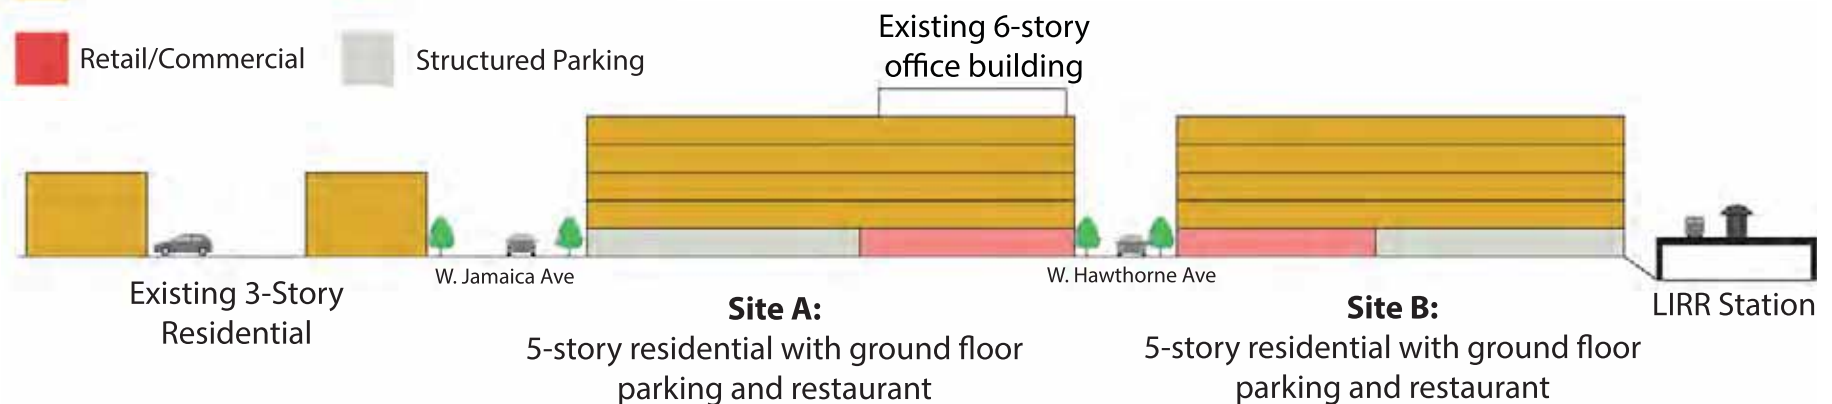 Existing 6-story
office building
Retail/Commercial
Structured Parking
W. Jamaica Ave
W. Hawthorne Ave
Existing 3-Story
Residential
Site A:
5-story residential with ground floor
parking and restaurant
Site B:
5-story residential with ground floor
parking and restaurant
LIRR Station